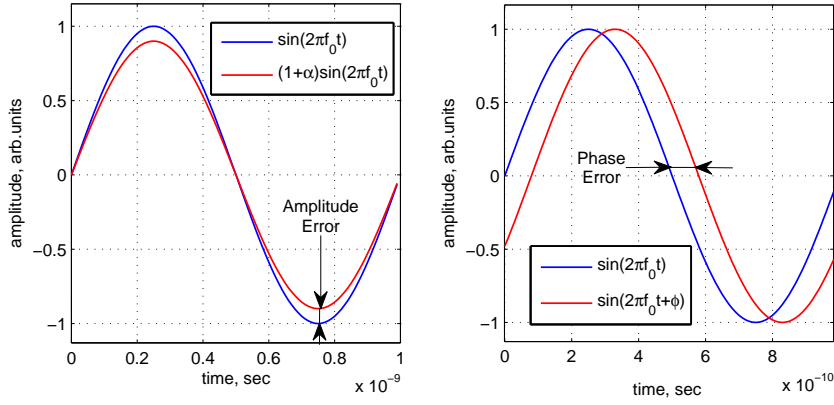 1
0.5
0
−0.5
−1
amplitude, arb.units
sin(2πf₀t)
(1+α)sin(2πf₀t)
Amplitude
Error
0
0.2
0.4
0.6
0.8
1
time, sec
x 10⁻⁹
1
0.5
0
−0.5
−1
amplitude, arb.units
Phase
Error
sin(2πf₀t)
sin(2πf₀t+ϕ)
0
2
4
6
8
time, sec
x 10⁻¹⁰